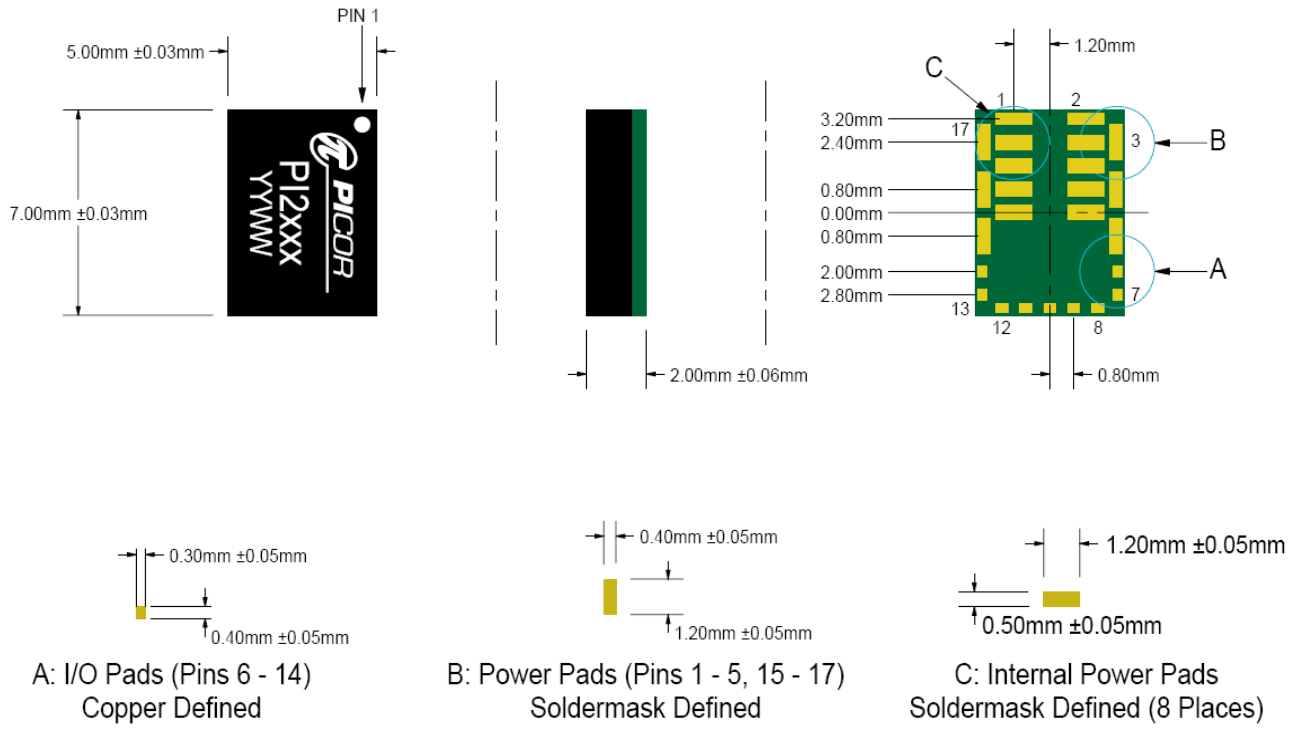 PIN 1
5.00mm ±0.03mm
7.00mm ±0.03mm
PICOR
PI2xxx
YYWW
2.00mm ±0.06mm
1.20mm
C
1
2
3.20mm
17
3
B
2.40mm
0.80mm
0.00mm
0.80mm
2.00mm
A
2.80mm
7
13
12
8
0.80mm
0.30mm ±0.05mm
0.40mm ±0.05mm
A: I/O Pads (Pins 6 - 14)
Copper Defined
0.40mm ±0.05mm
1.20mm ±0.05mm
B: Power Pads (Pins 1 - 5, 15 - 17)
Soldermask Defined
1.20mm ±0.05mm
0.50mm ±0.05mm
C: Internal Power Pads
Soldermask Defined (8 Places)